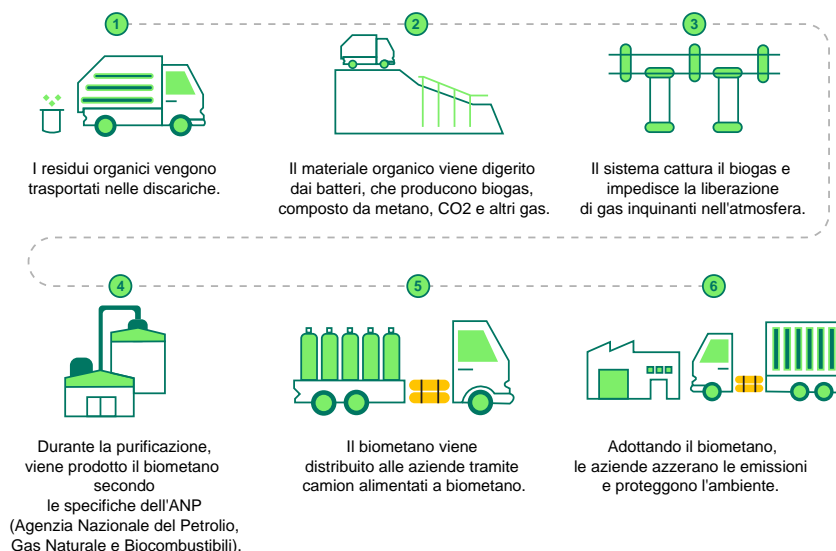 1
I residui organici vengono
trasportati nelle discariche.
2
Il materiale organico viene digerito
dai batteri, che producono biogas,
composto da metano, CO2 e altri gas.
3
Il sistema cattura il biogas e
impedisce la liberazione
di gas inquinanti nell'atmosfera.
4
Durante la purificazione,
viene prodotto il biometano
secondo
le specifiche dell'ANP
(Agenzia Nazionale del Petrolio,
Gas Naturale e Biocombustibili).
5
Il biometano viene
distribuito alle aziende tramite
camion alimentati a biometano.
6
Adottando il biometano,
le aziende azzerano le emissioni
e proteggono l'ambiente.